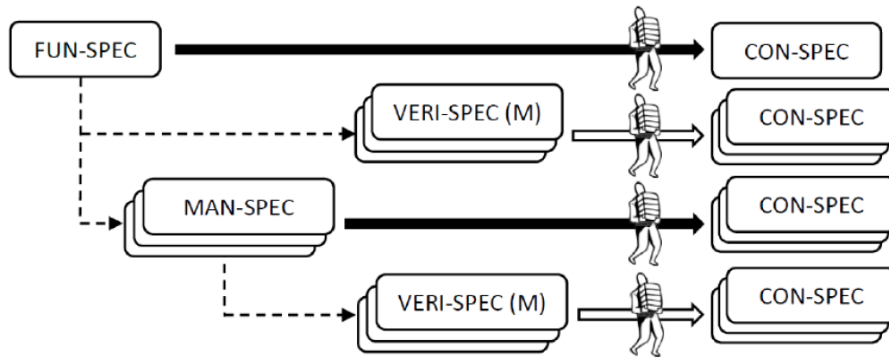 FUN-SPEC
CON-SPEC
VERI-SPEC (M)
CON-SPEC
MAN-SPEC
CON-SPEC
VERI-SPEC (M)
CON-SPEC